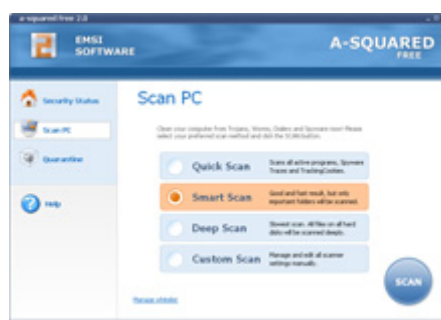 a-squared Free 2.0
EMSI
SOFTWARE
A-SQUARED
FREE
Security Status
Scan PC
Quarantine
Help
Scan PC
Clean your computer from Trojans, Worms, Dialers and Spyware now! Please
select your preferred scan method and click the SCAN button.
Quick Scan
Scans all active programs, Spyware
Traces and TrackingCookies.
Smart Scan
Good and fast result, but only
important folders will be scanned.
Deep Scan
Slowest scan. All files on all hard
disks will be scanned deeply.
Custom Scan
Manage and edit all scanner
settings manually.
Manage whitelist
SCAN